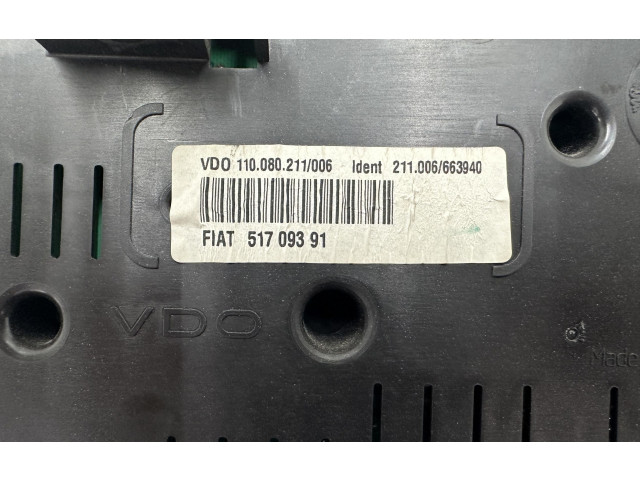 VDO 110.080.211/006 Ident 211.006/663940
FIAT 517 093 91
VDO
Made